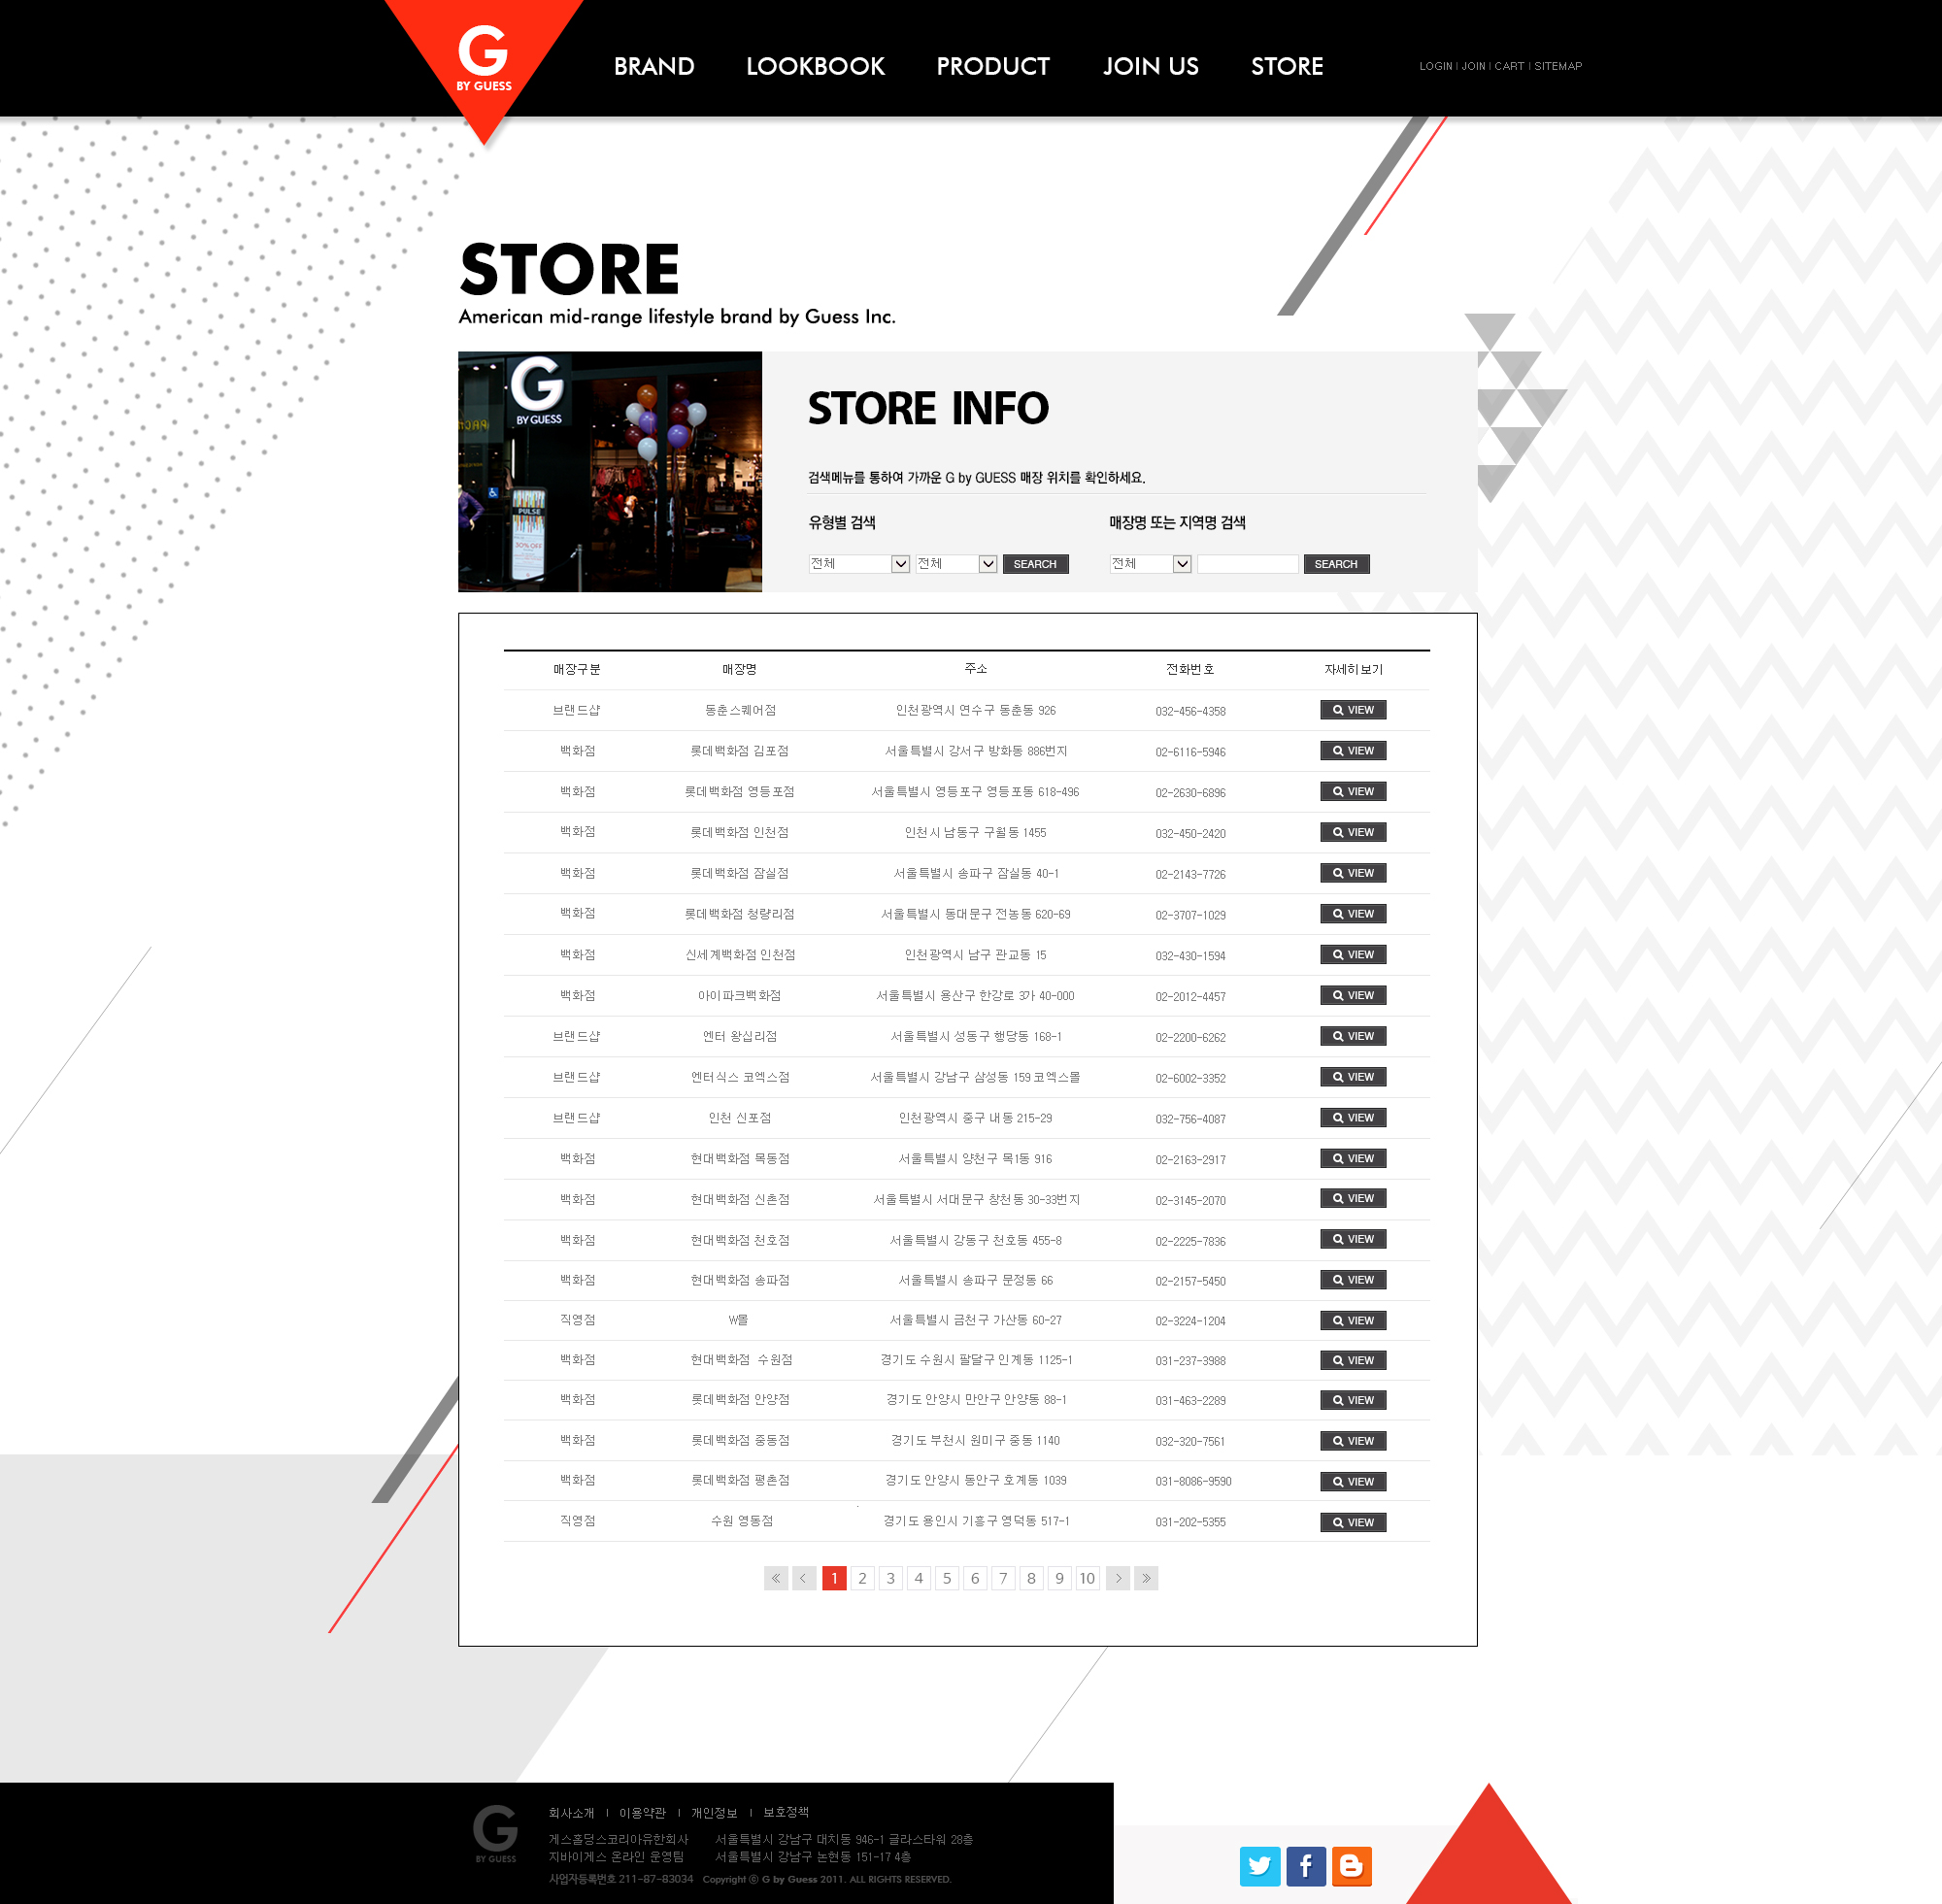 G
BY GUESS
BRAND LOOKBOOK PRODUCT JOIN US STORE
LOGIN | JOIN | CART | SITEMAP
STORE
American mid-range lifestyle brand by Guess Inc.
G
BY GUESS
PULSE
30% OFF
STORE INFO
검색메뉴를 통하여 가까운 G by GUESS 매장 위치를 확인하세요.
유형별 검색 매장명 또는 지역명 검색
전체 전체 SEARCH 전체 SEARCH
매장구분 매장명 주소 전화번호 자세히보기
브랜드샵 동춘스퀘어점 인천광역시 연수구 동춘동 926 032-456-4358 VIEW
백화점 롯데백화점 김포점 서울특별시 강서구 방화동 886번지 02-6116-5946 VIEW
백화점 롯데백화점 영등포점 서울특별시 영등포구 영등포동 618-496 02-2630-6896 VIEW
백화점 롯데백화점 인천점 인천시 남동구 구월동 1455 032-450-2420 VIEW
백화점 롯데백화점 잠실점 서울특별시 송파구 잠실동 40-1 02-2143-7726 VIEW
백화점 롯데백화점 청량리점 서울특별시 동대문구 전농동 620-69 02-3707-1029 VIEW
백화점 신세계백화점 인천점 인천광역시 남구 관교동 15 032-430-1594 VIEW
백화점 아이파크백화점 서울특별시 용산구 한강로 3가 40-000 02-2012-4457 VIEW
브랜드샵 엔터 왕십리점 서울특별시 성동구 행당동 168-1 02-2200-6262 VIEW
브랜드샵 엔터식스 코엑스점 서울특별시 강남구 삼성동 159 코엑스몰 02-6002-3352 VIEW
브랜드샵 인천 신포점 인천광역시 중구 내동 215-29 032-756-4087 VIEW
백화점 현대백화점 목동점 서울특별시 양천구 목1동 916 02-2163-2917 VIEW
백화점 현대백화점 신촌점 서울특별시 서대문구 창천동 30-33번지 02-3145-2070 VIEW
백화점 현대백화점 천호점 서울특별시 강동구 천호동 455-8 02-2225-7836 VIEW
백화점 현대백화점 송파점 서울특별시 송파구 문정동 66 02-2157-5450 VIEW
직영점 W몰 서울특별시 금천구 가산동 60-27 02-3224-1204 VIEW
백화점 현대백화점 수원점 경기도 수원시 팔달구 인계동 1125-1 031-237-3988 VIEW
백화점 롯데백화점 안양점 경기도 안양시 만안구 안양동 88-1 031-463-2289 VIEW
백화점 롯데백화점 중동점 경기도 부천시 원미구 중동 1140 032-320-7561 VIEW
백화점 롯데백화점 평촌점 경기도 안양시 동안구 호계동 1039 031-8086-9590 VIEW
직영점 수원 영통점 경기도 용인시 기흥구 영덕동 517-1 031-202-5355 VIEW
« < 1 2 3 4 5 6 7 8 9 10 > »
G
BY GUESS
회사소개 | 이용약관 | 개인정보 | 보호정책
게스홀딩스코리아유한회사 서울특별시 강남구 대치동 946-1 글라스타워 28층
지바이게스 온라인 운영팀 서울특별시 강남구 논현동 151-17 4층
사업자등록번호 211-87-83034 Copyright ⓒ G by Guess 2011. ALL RIGHTS RESERVED.